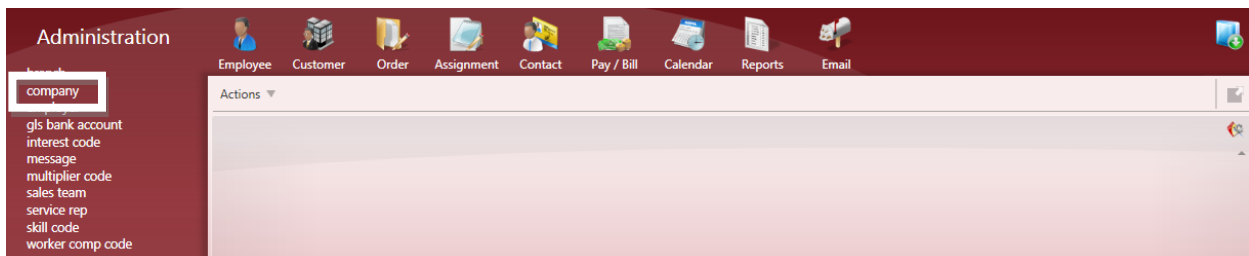 Administration
Employee Customer Order Assignment Contact Pay / Bill Calendar Reports Email
branch
company
Actions
gls bank account
interest code
message
multiplier code
sales team
service rep
skill code
worker comp code